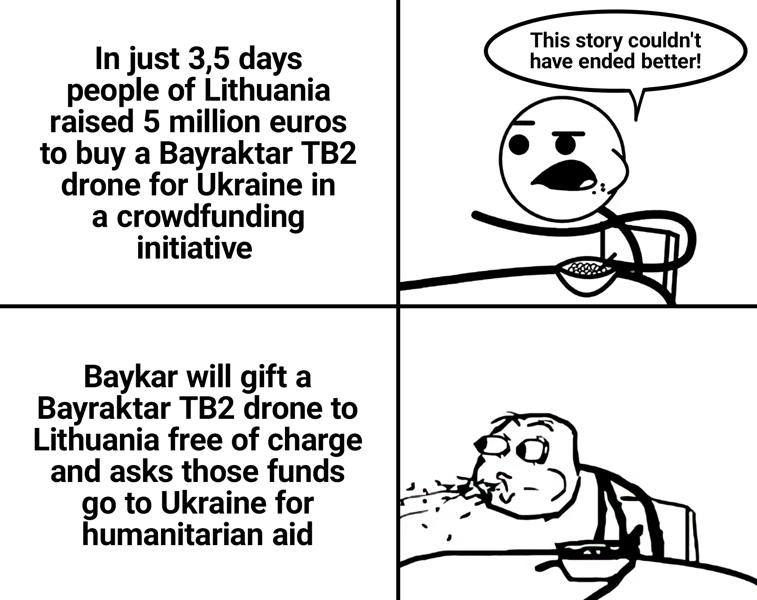 In just 3,5 days
people of Lithuania
raised 5 million euros
to buy a Bayraktar TB2
drone for Ukraine in
a crowdfunding
initiative
This story couldn't
have ended better!
Baykar will gift a
Bayraktar TB2 drone to
Lithuania free of charge
and asks those funds
go to Ukraine for
humanitarian aid